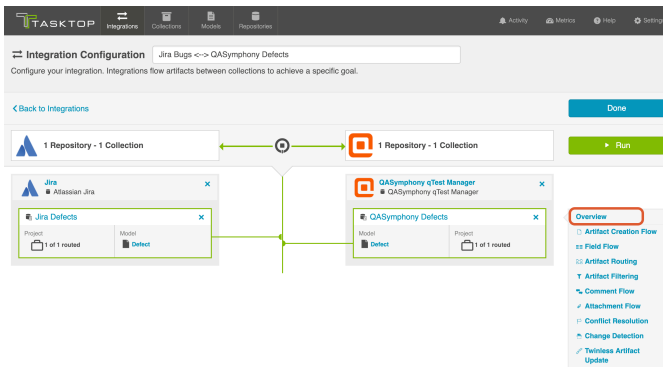 TASKTOP
Integrations
Collections
Models
Repositories
Activity
Metrics
Help
Settings
Integration Configuration
Jira Bugs <--> QASymphony Defects
Configure your integration. Integrations flow artifacts between collections to achieve a specific goal.
Back to Integrations
Done
1 Repository - 1 Collection
1 Repository - 1 Collection
Run
Jira
Atlassian Jira
Jira Defects
Project
1 of 1 routed
Model
Defect
QASymphony qTest Manager
QASymphony qTest Manager
QASymphony Defects
Model
Defect
Project
1 of 1 routed
Overview
Artifact Creation Flow
Field Flow
Artifact Routing
Artifact Filtering
Comment Flow
Attachment Flow
Conflict Resolution
Change Detection
Twinless Artifact
Update